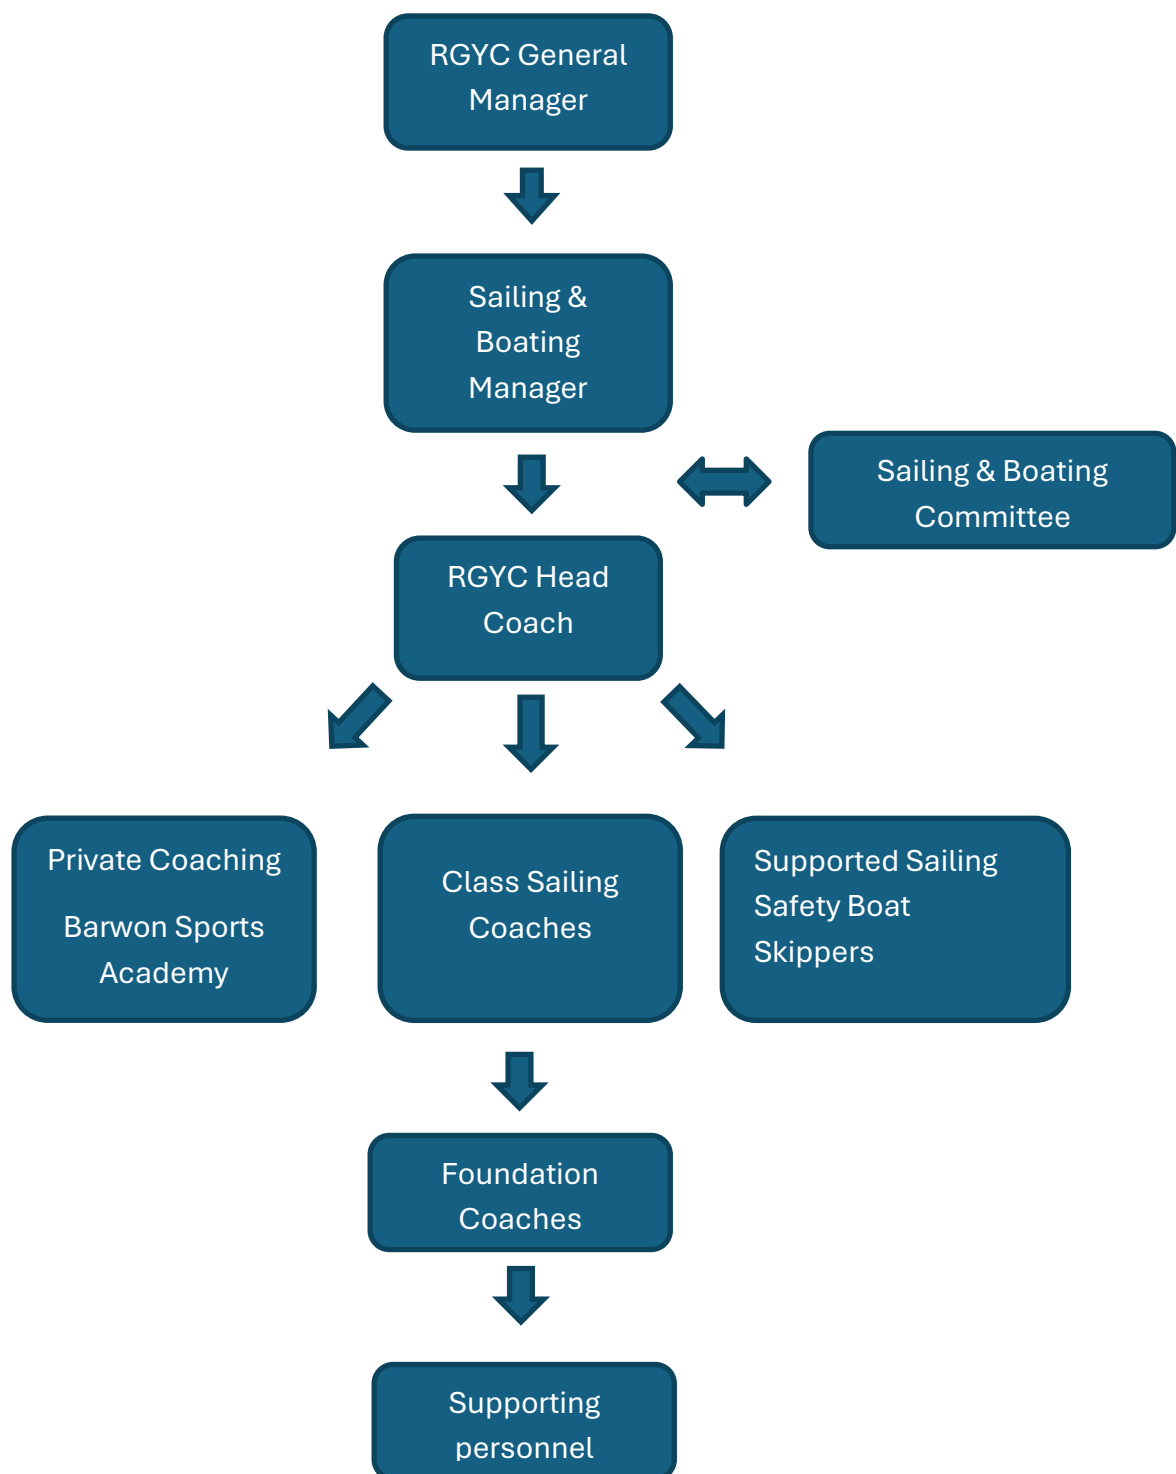 RGYC General
Manager
Sailing &
Boating
Manager
Sailing & Boating
Committee
RGYC Head
Coach
Private Coaching
Barwon Sports
Academy
Class Sailing
Coaches
Supported Sailing
Safety Boat
Skippers
Foundation
Coaches
Supporting
personnel